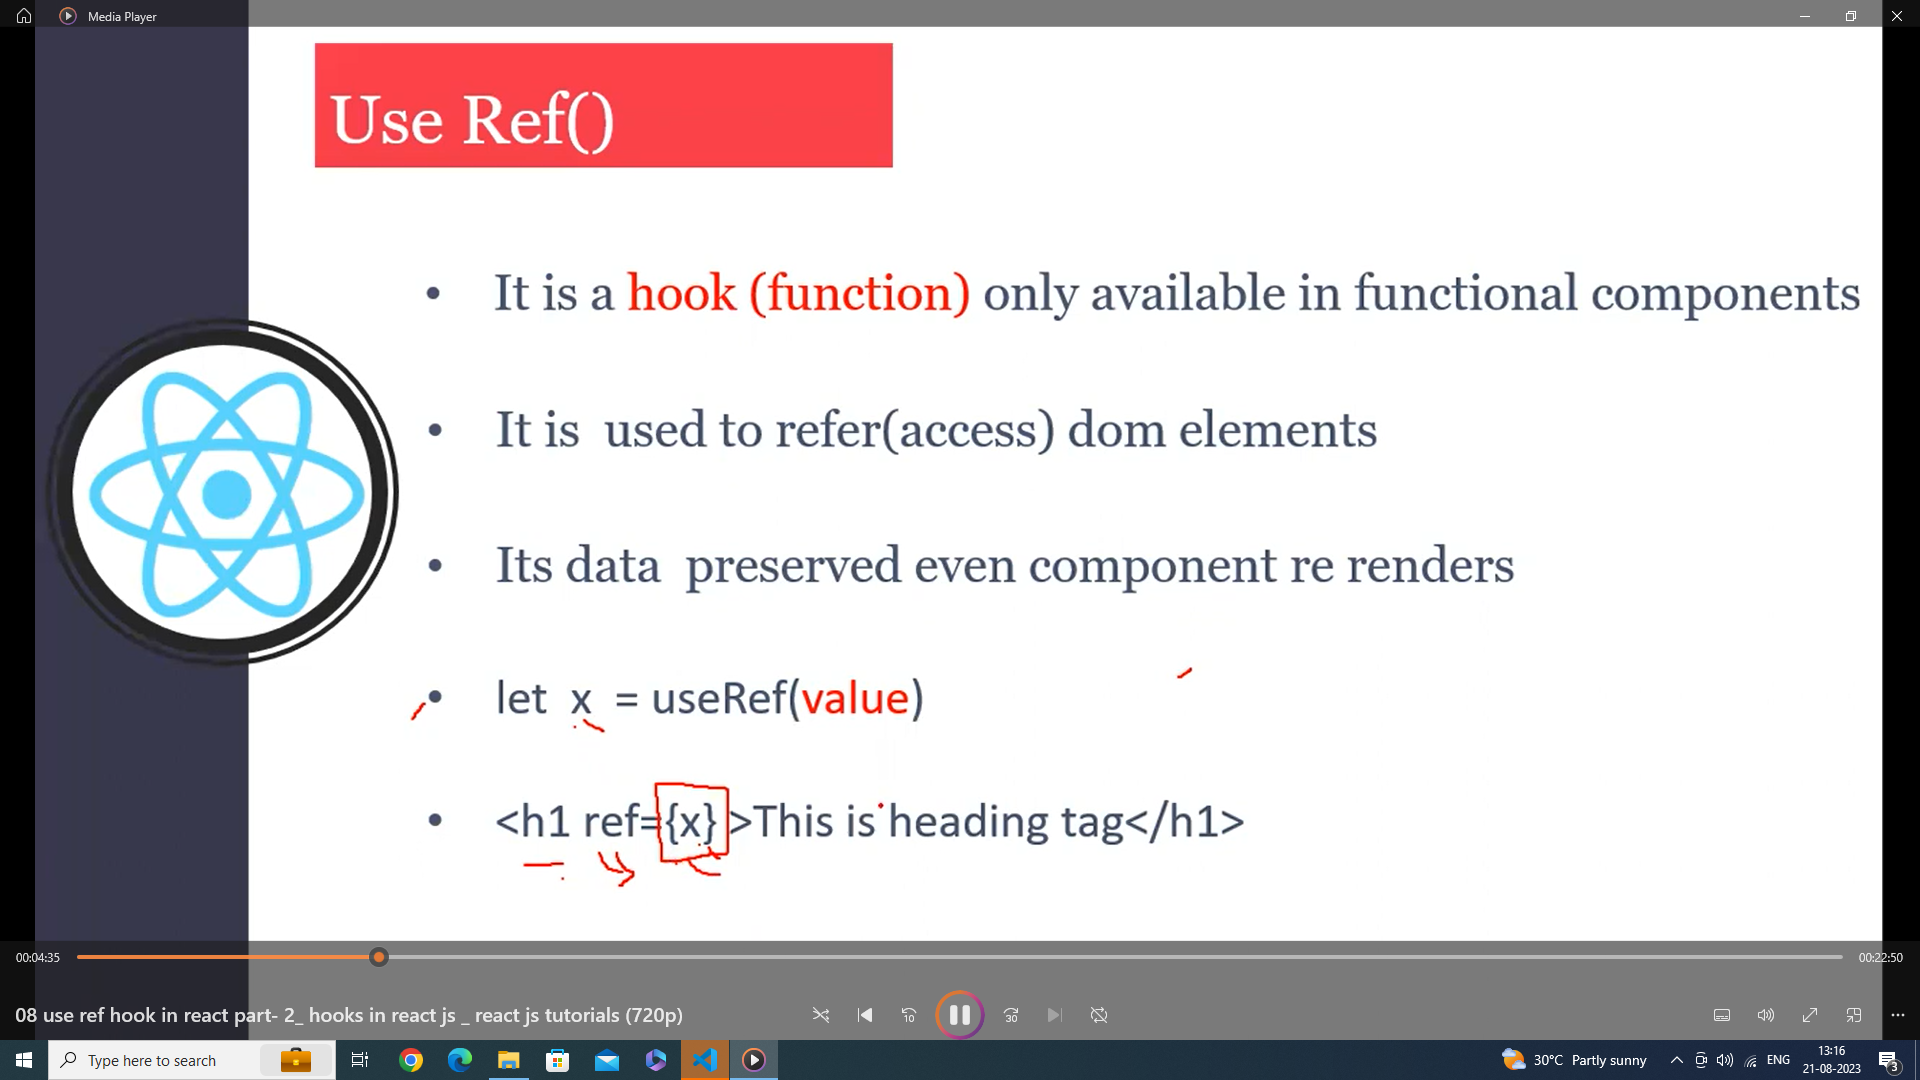 Media Player
Use Ref()
• It is a hook (function) only available in functional components
• It is used to refer(access) dom elements
• Its data preserved even component re renders
• let x = useRef(value)
• <h1 ref={x} >This is heading tag</h1>
00:04:35
00:22:50
08 use ref hook in react part- 2_ hooks in react js _ react js tutorials (720p)
10
30
Type here to search
30°C Partly sunny
ENG
13:16
21-08-2023
3